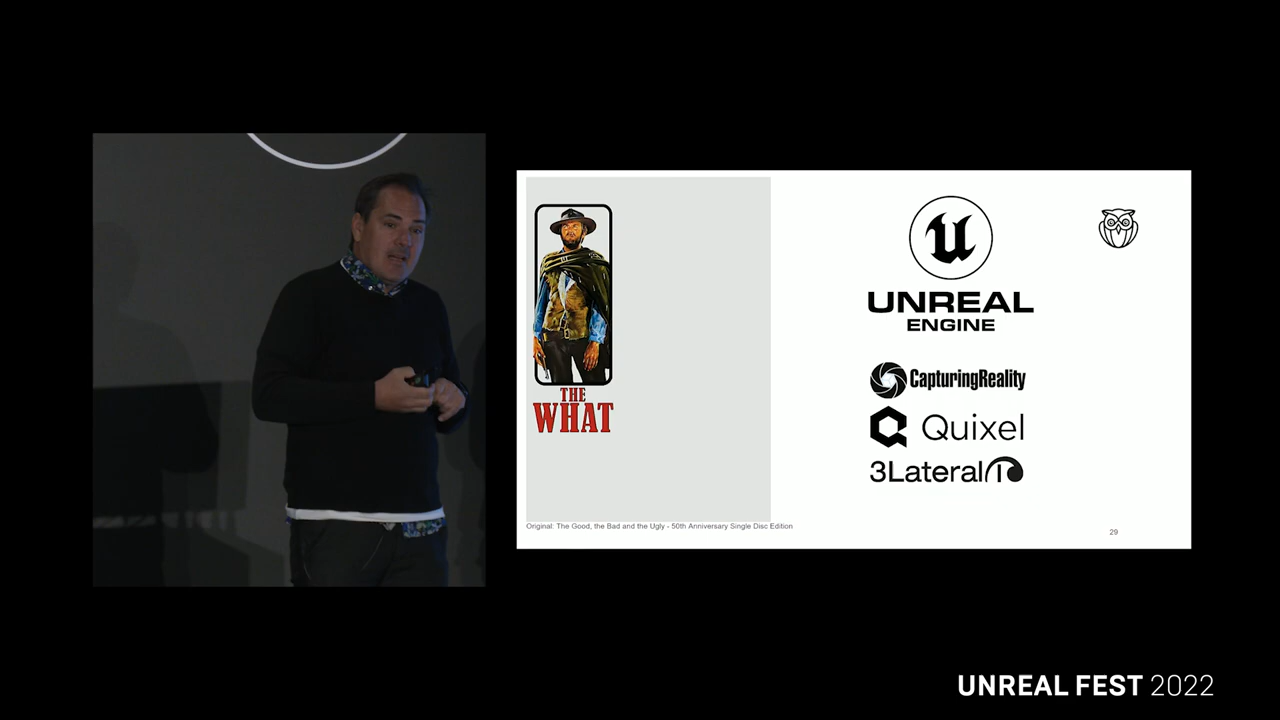 THE
WHAT
UNREAL
ENGINE
CapturingReality
Quixel
3Lateral
Original: The Good, the Bad and the Ugly - 50th Anniversary Single Disc Edition
29
UNREAL FEST 2022